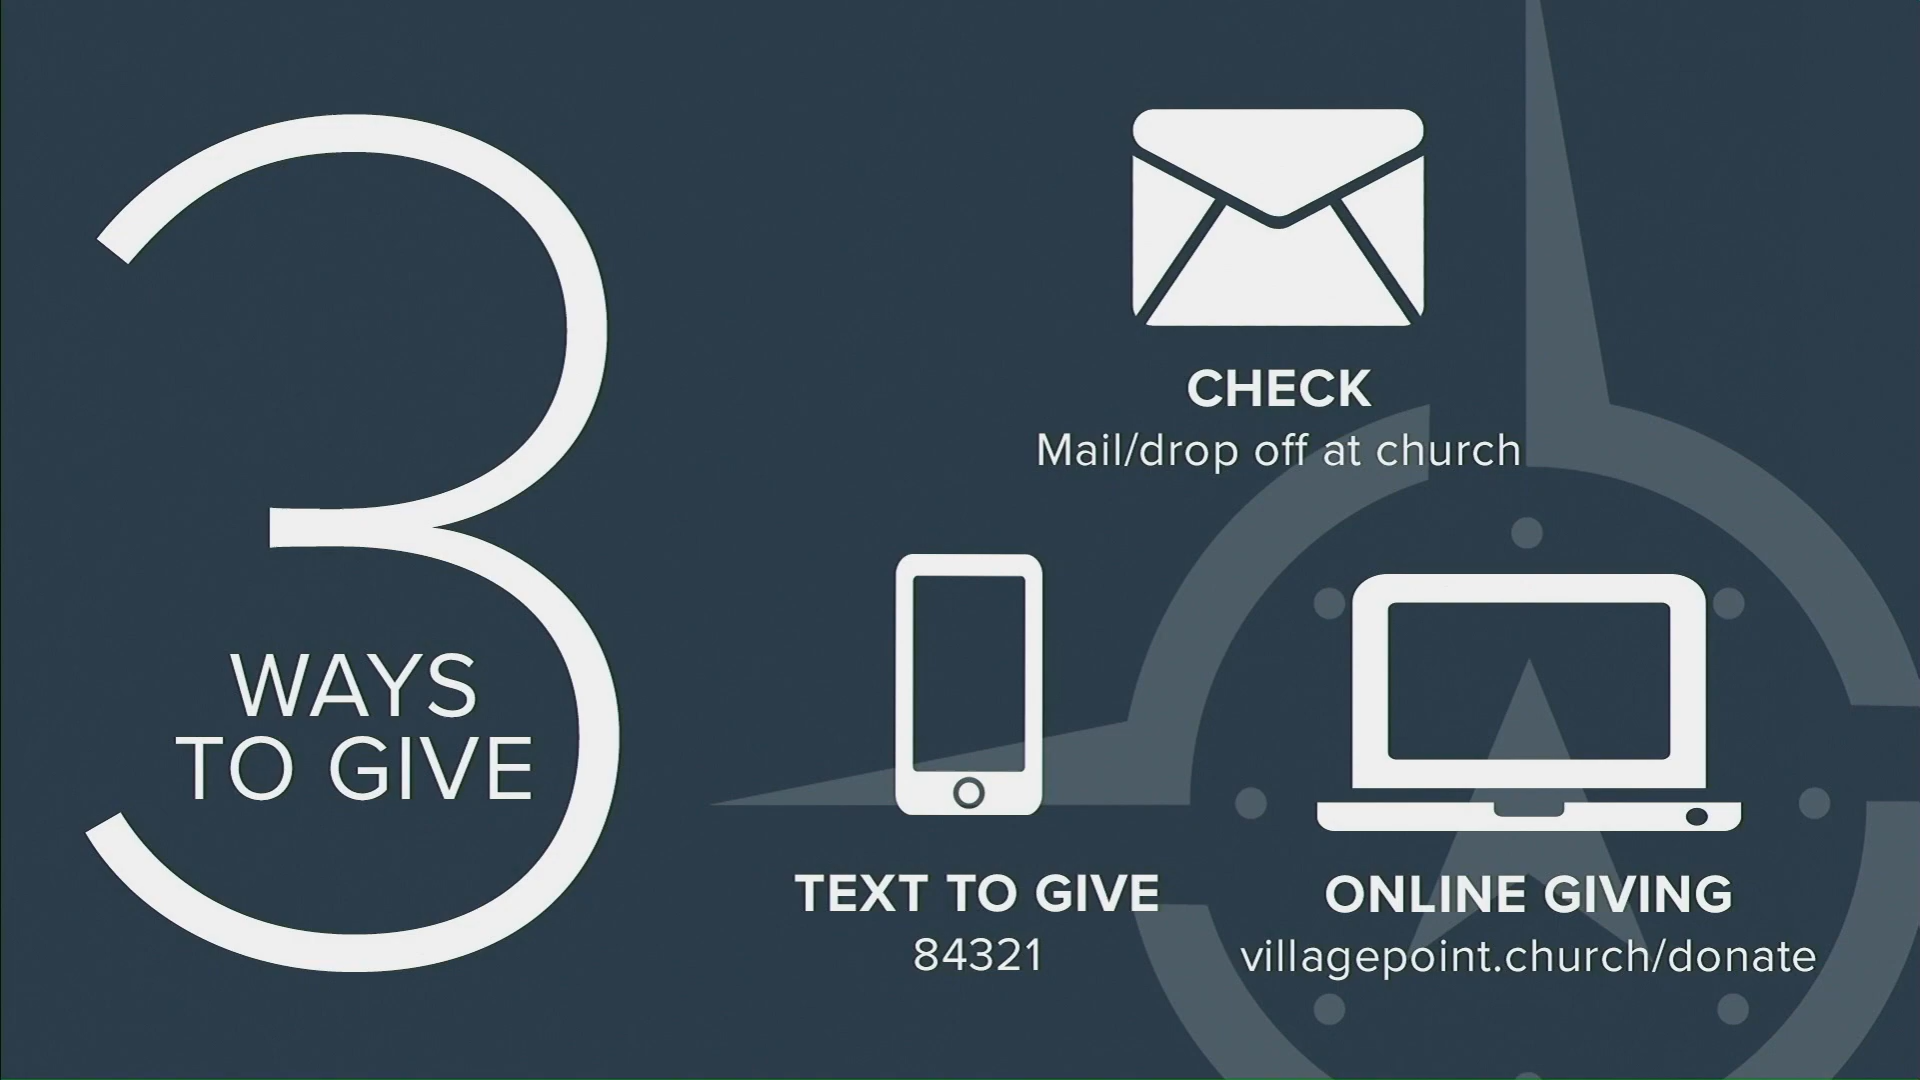 3
WAYS
TO GIVE
CHECK
Mail/drop off at church
TEXT TO GIVE
84321
ONLINE GIVING
villagepoint.church/donate